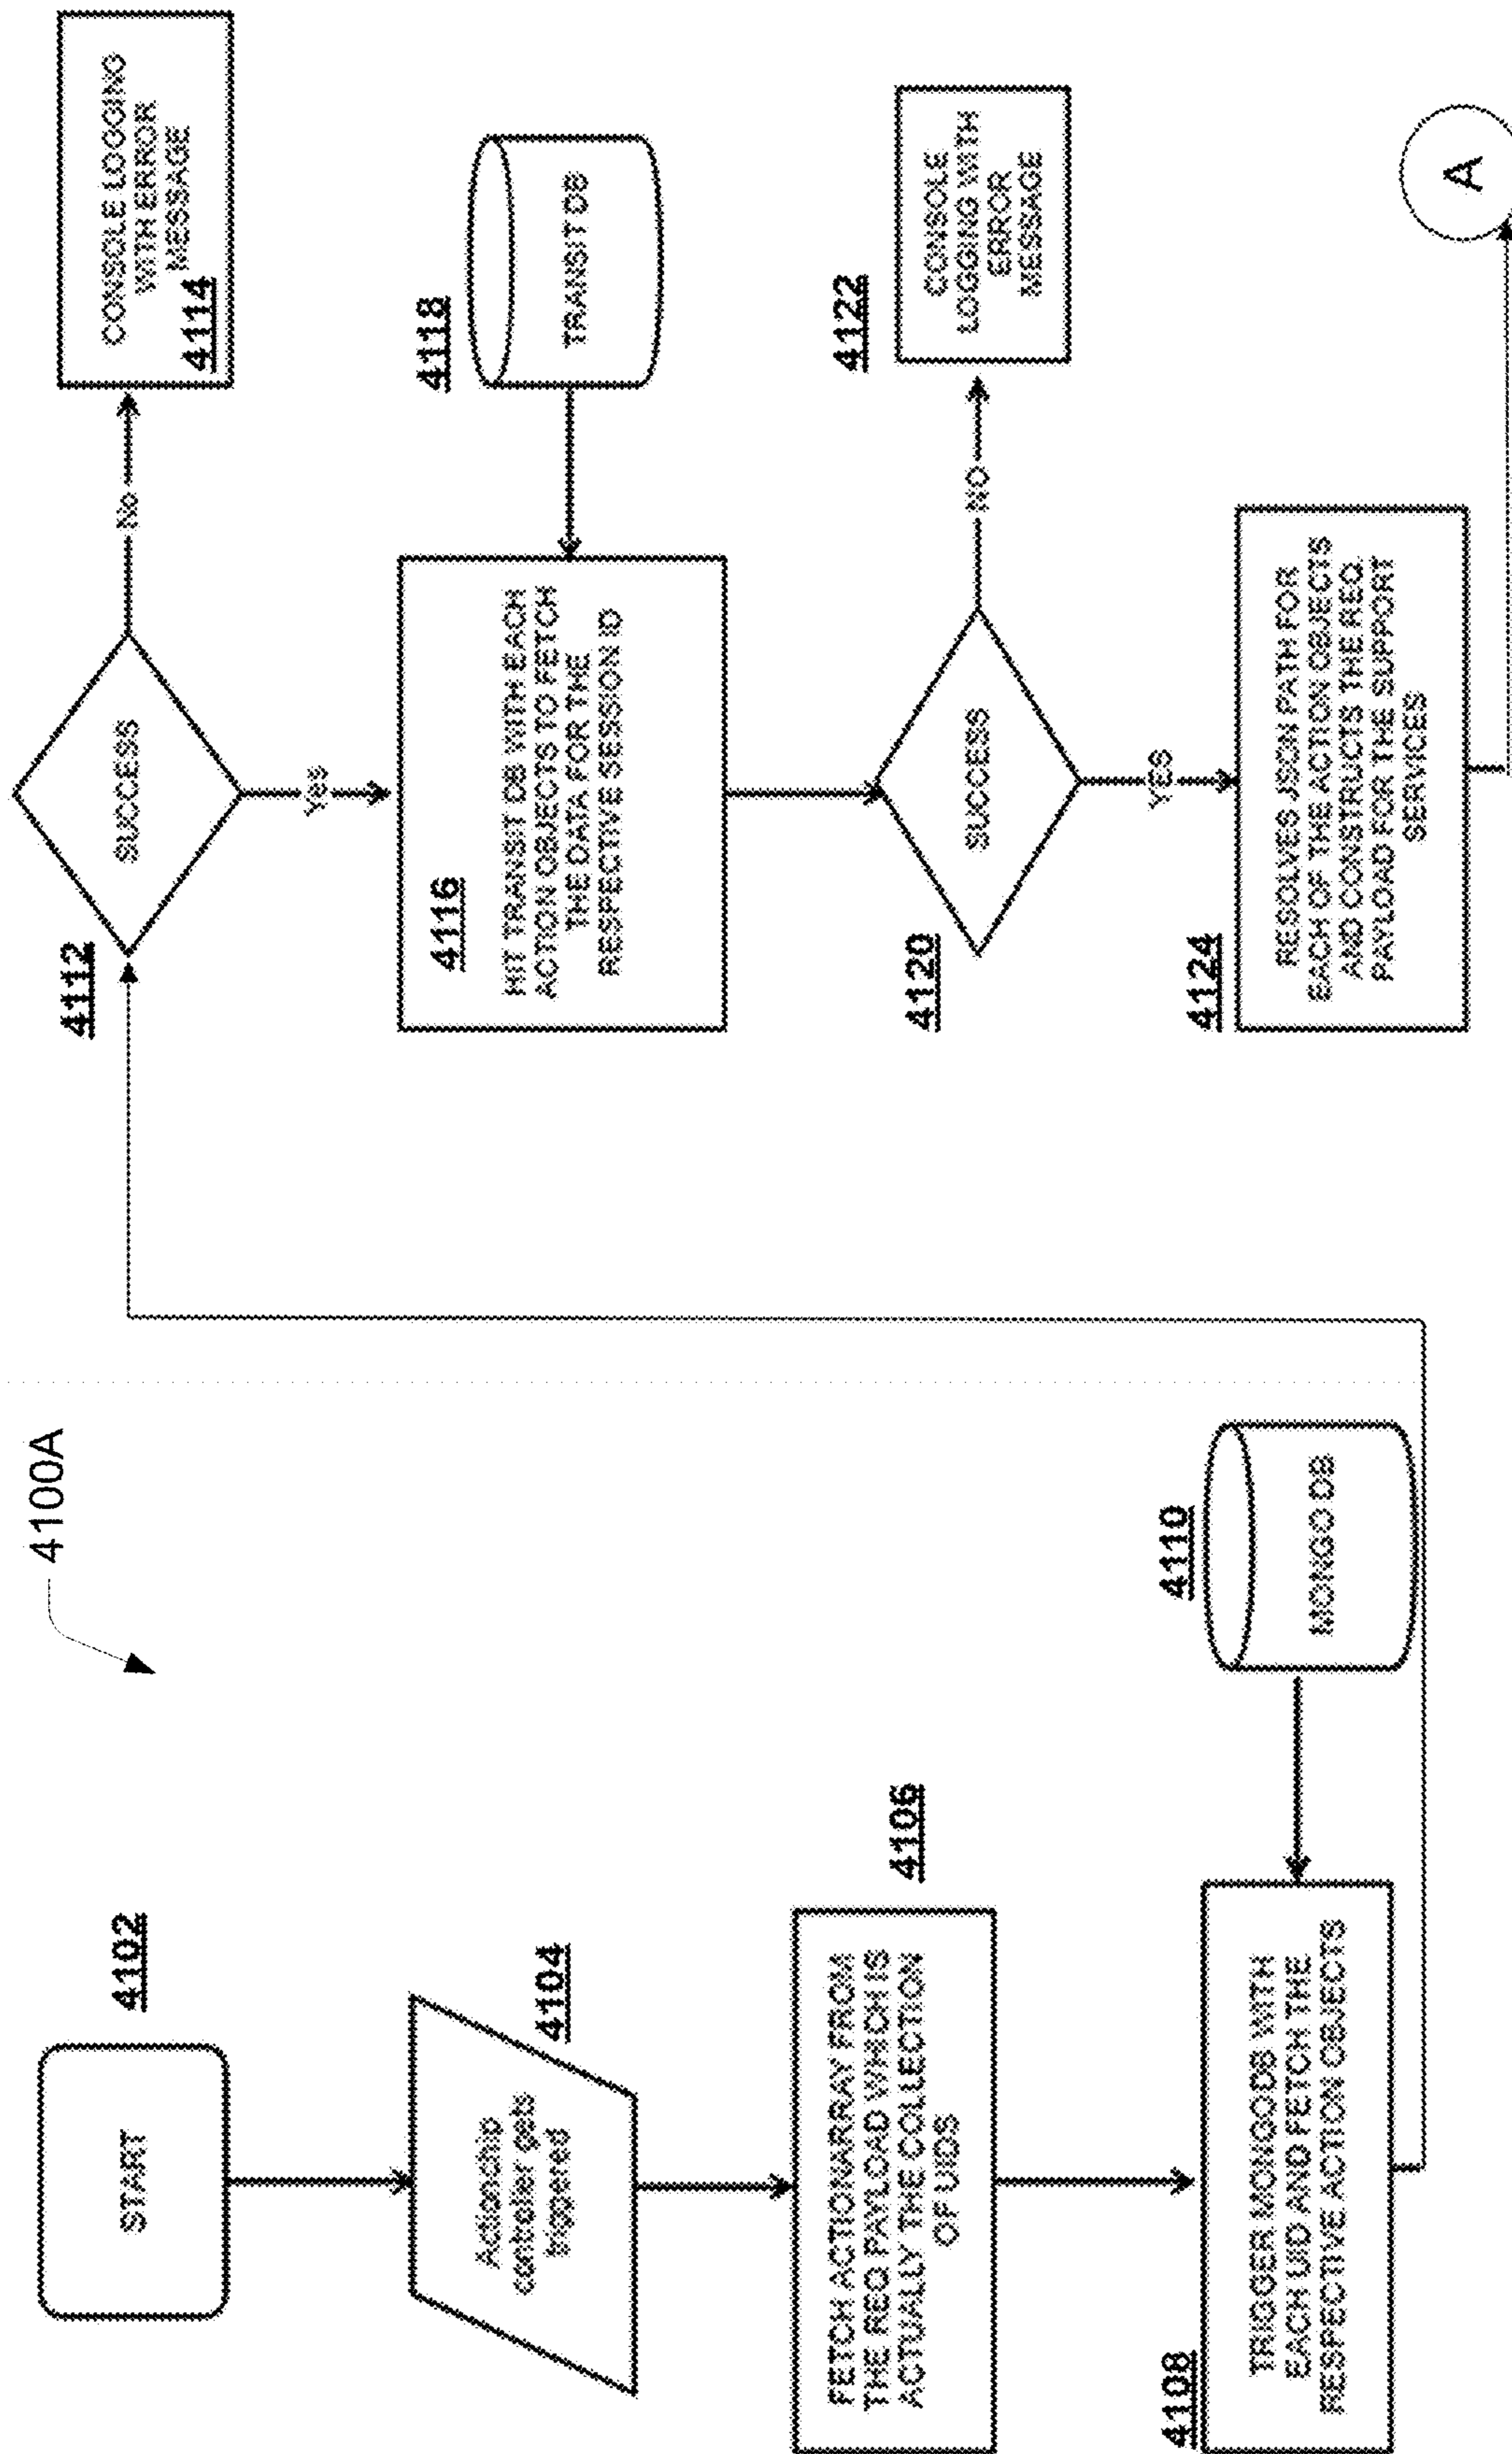 4100A
4102
START
4104
Actionchip
controller gets
triggered
4106
FETCH ACTIONARRAY FROM
THE REQ PAYLOAD WHICH IS
ACTUALLY THE COLLECTION
OF UIDS
4108
TRIGGER MONGODS WITH
EACH UID AND FETCH THE
RESPECTIVE ACTION OBJECTS
4110
MONGO DB
4112
SUCCESS
No
CONSOLE LOGGING
WITH ERROR
MESSAGE
4114
Yes
4116
HIT TRANSIT DB WITH EACH
ACTION OBJECTS TO FETCH
THE DATA FOR THE
RESPECTIVE SESSION ID
4118
TRANSIT DB
4120
SUCCESS
NO
4122
CONSOLE
LOGGING WITH
ERROR
MESSAGE
YES
4124
RESOLVES JSON PATH FOR
EACH OF THE ACTION OBJECTS
AND CONSTRUCTS THE REQ.
PAYLOAD FOR THE SUPPORT
SERVICES
A